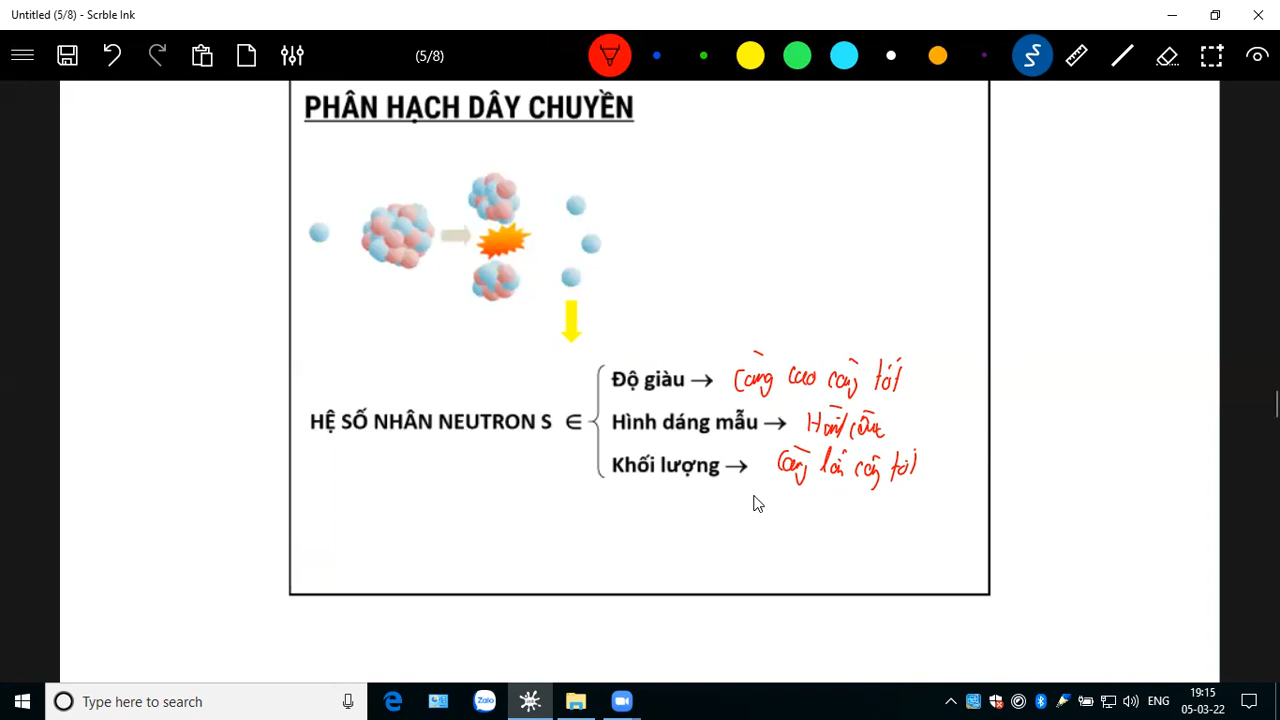 Untitled (5/8) - Scrble Ink
(5/8)
PHÂN HẠCH DÂY CHUYỀN
Độ giàu → càng cao càng tốt
HỆ SỐ NHÂN NEUTRON S ∈ Hình dáng mẫu → Hình cầu
Khối lượng → càng lớn càng tốt
Type here to search
Zalo
ENG
19:15
05-03-22